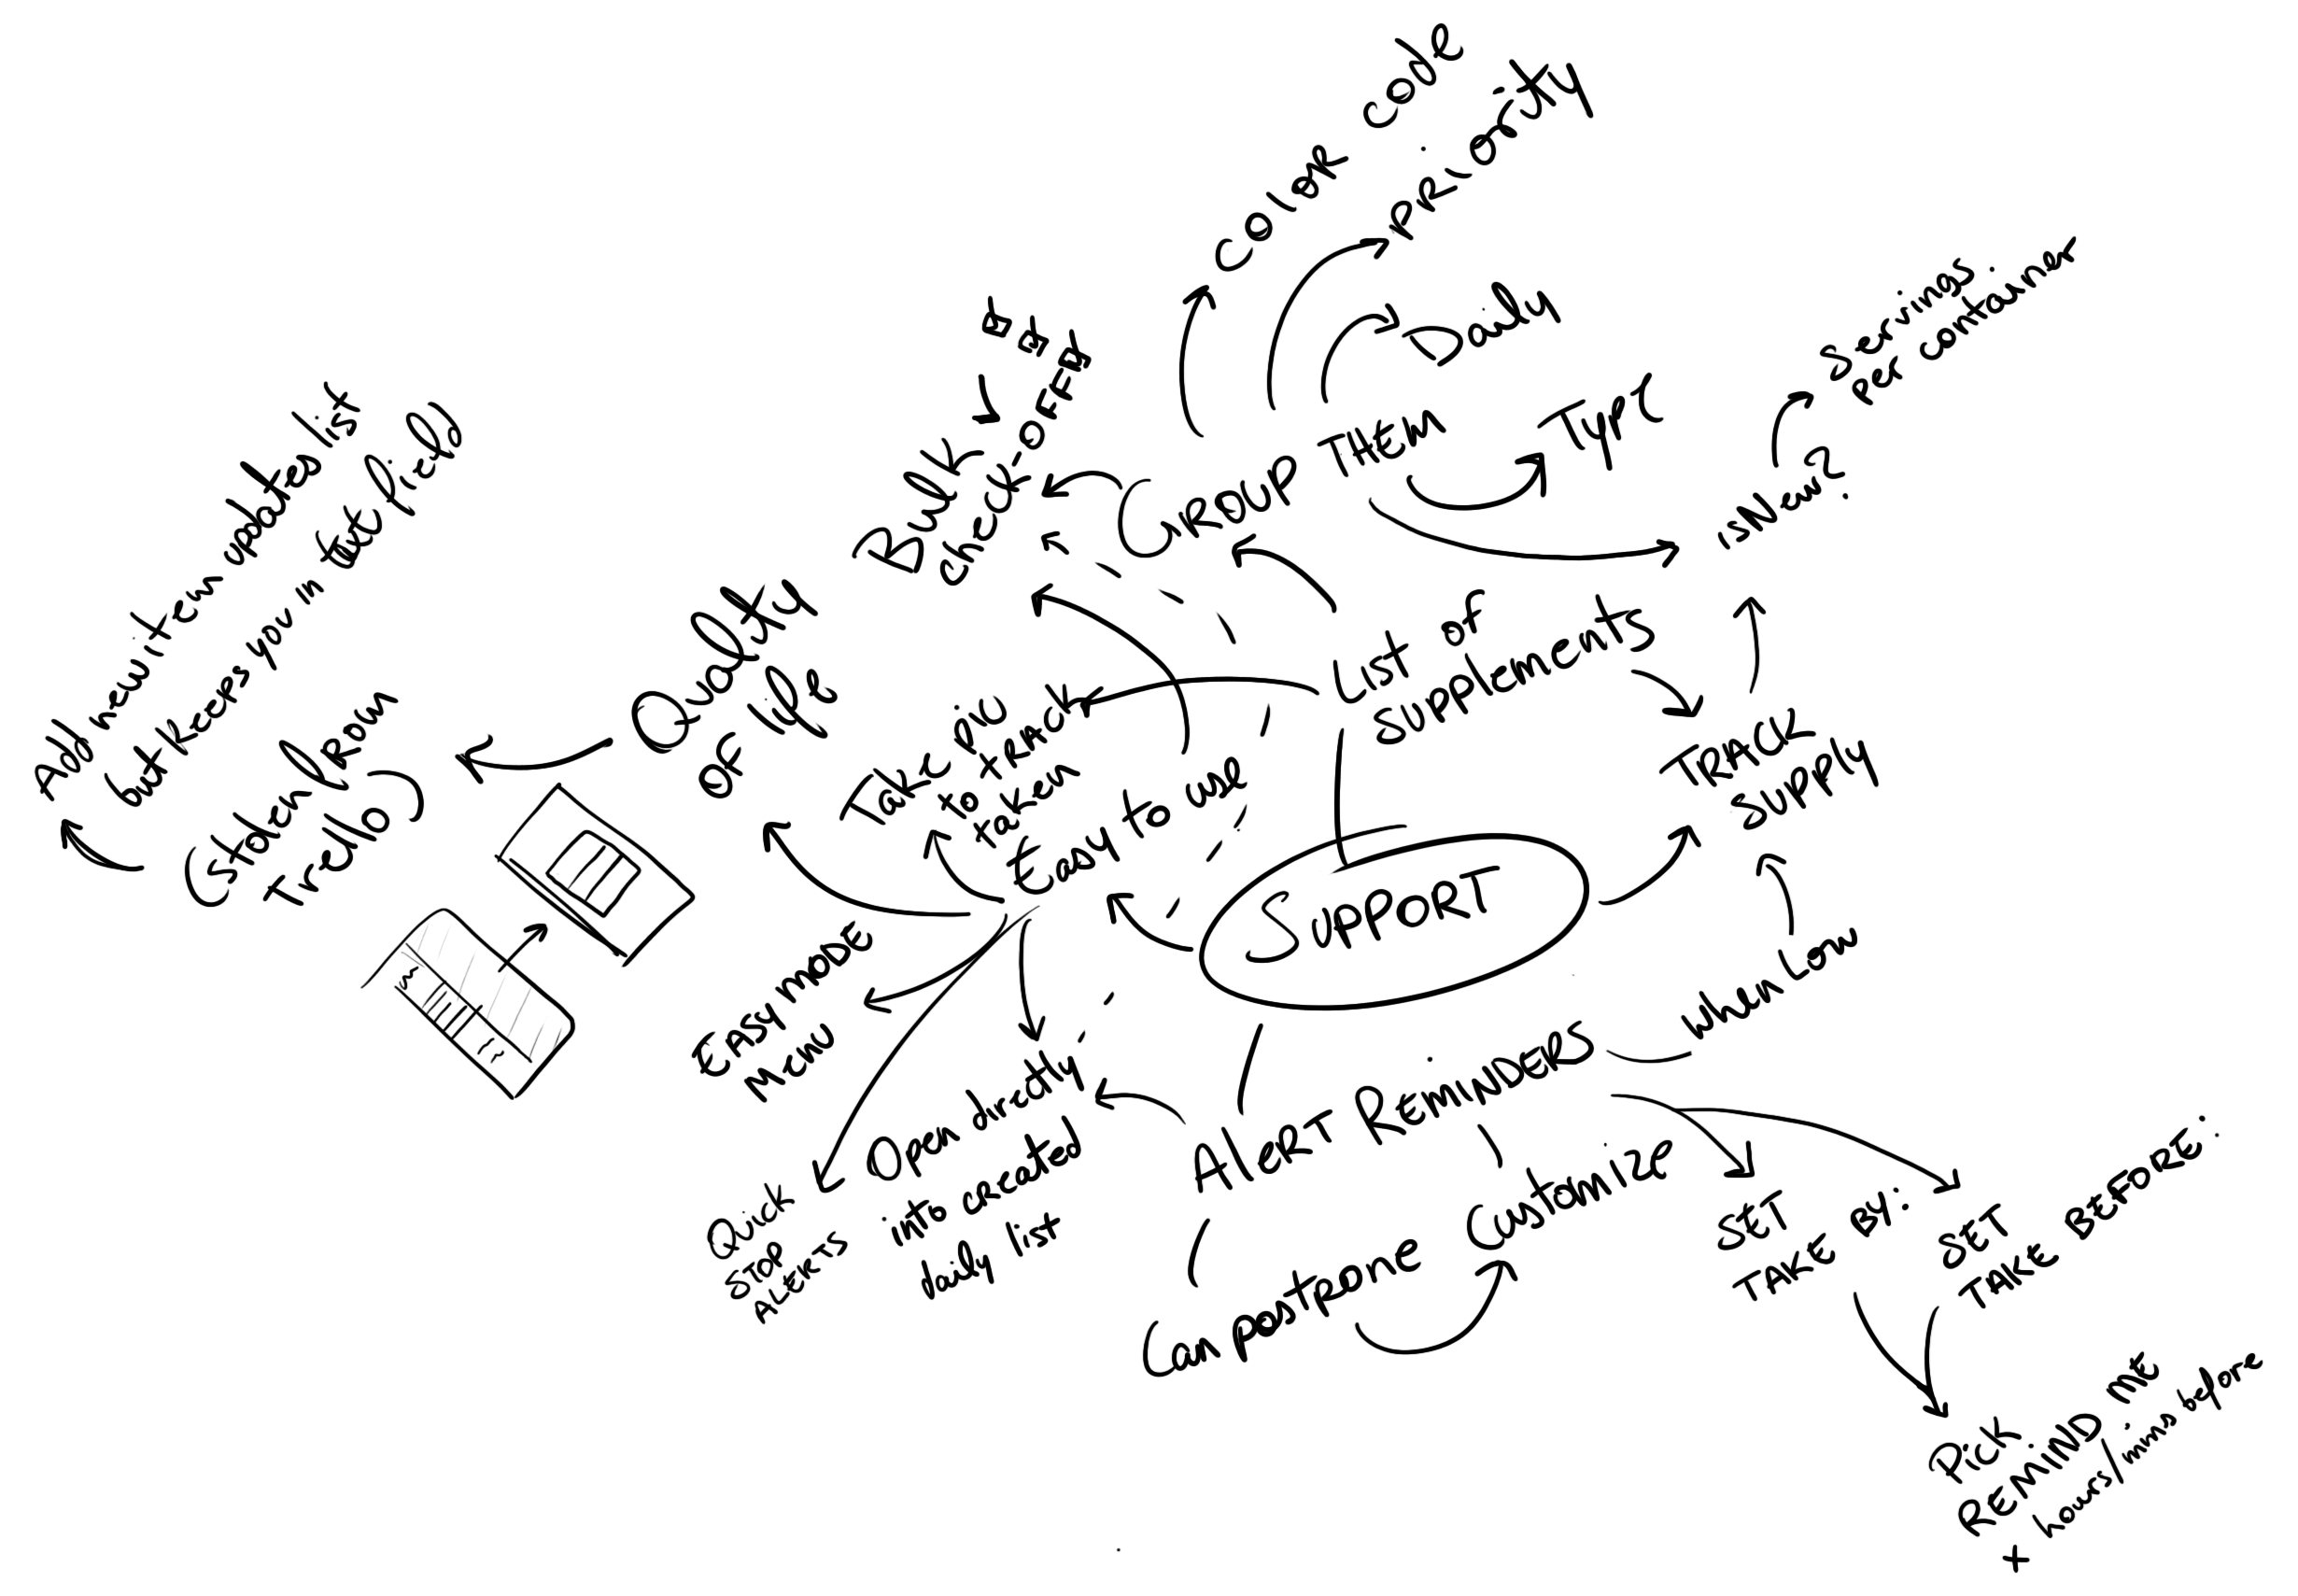 Color code
PRiority
Daily
Type
GROUP THEM
Bulk
check-OFF
isNew?
Servings
per container
List of
Supplements
TRACK
Supply
When Low
SUPPORT
Easy to use
Take pic
to TRACK
taken
Quality
OF life
Add new item updates list
(but keeps you in text field)
(Stolen from
Trello)
EASY MODE
Menu
Quick
STOP
ALERTS
Open directly
into created
daily list
Alert REMiNDERS
Customize
Can postpone
SET
TAKE BY:
SET
TAKE BEFORE:
PiCK
REMiND ME
x hours/mins before